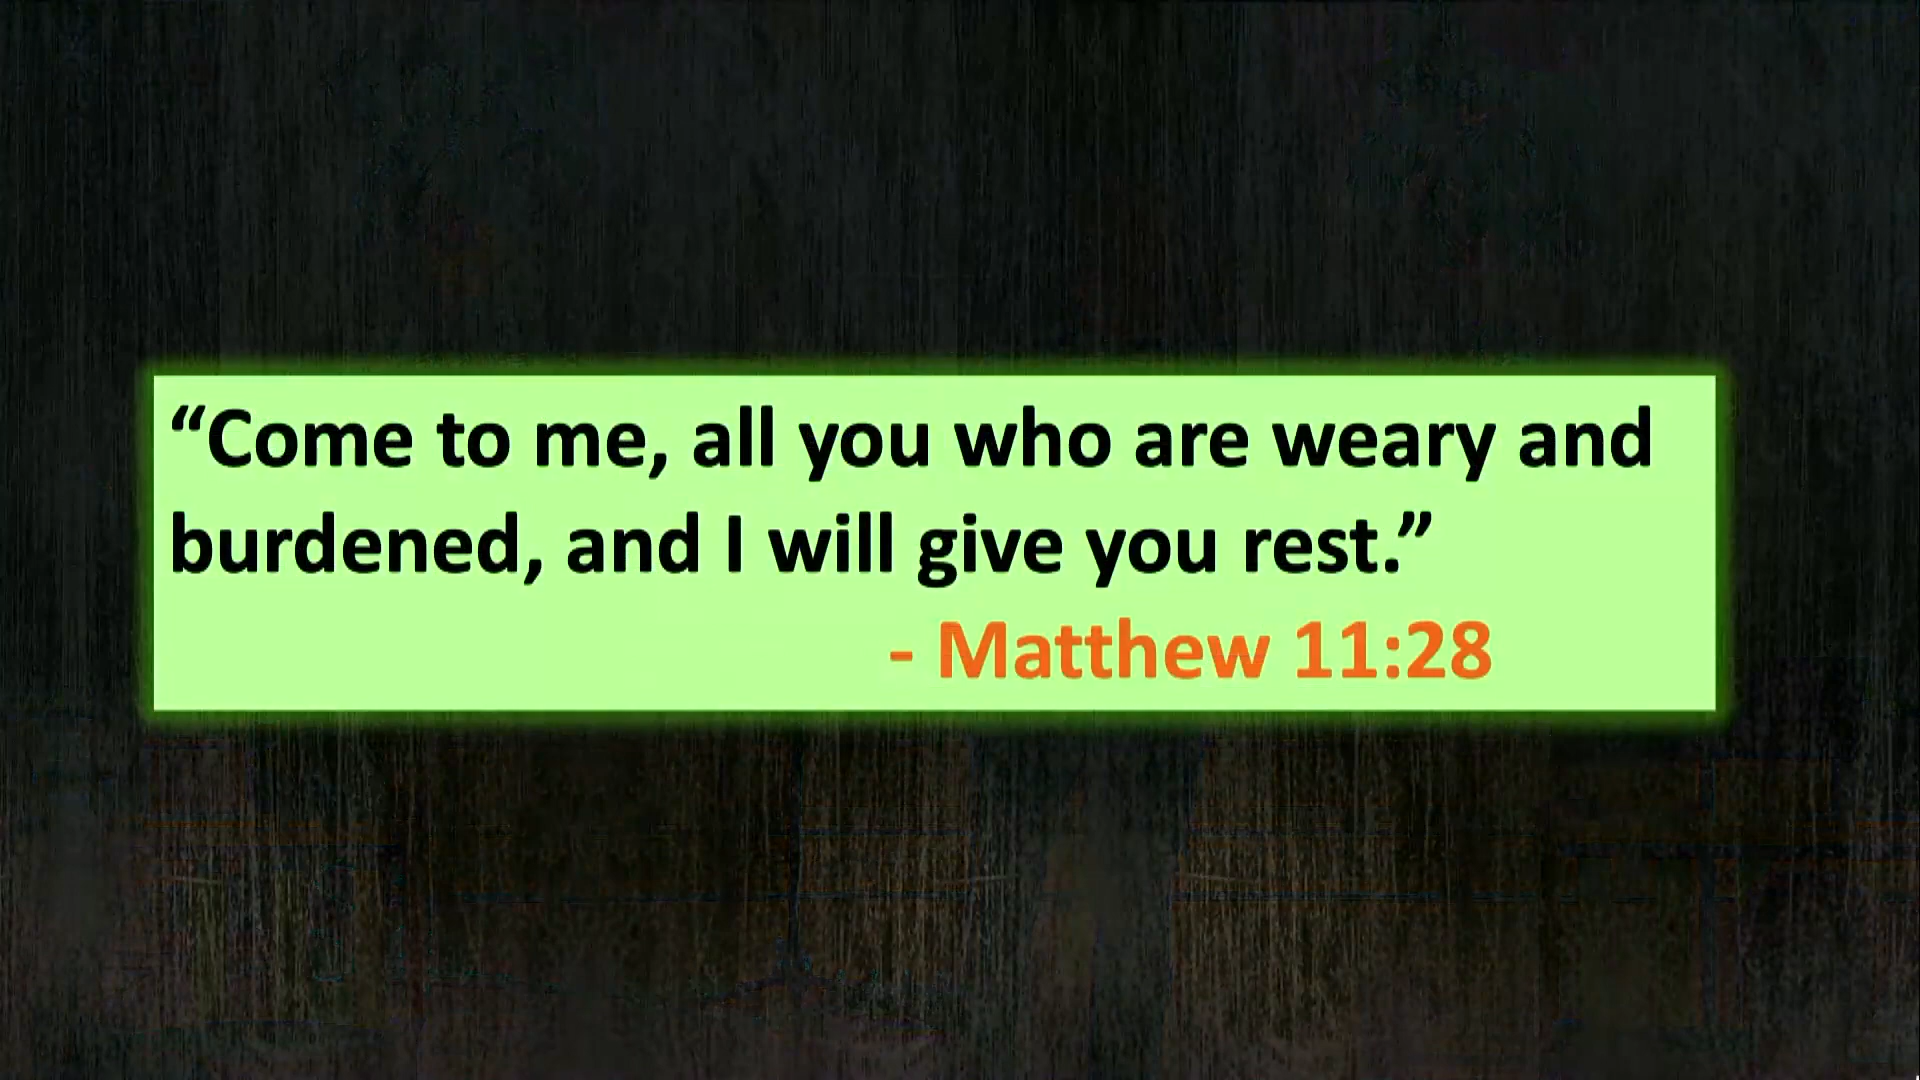 “Come to me, all you who are weary and
burdened, and I will give you rest.”
- Matthew 11:28